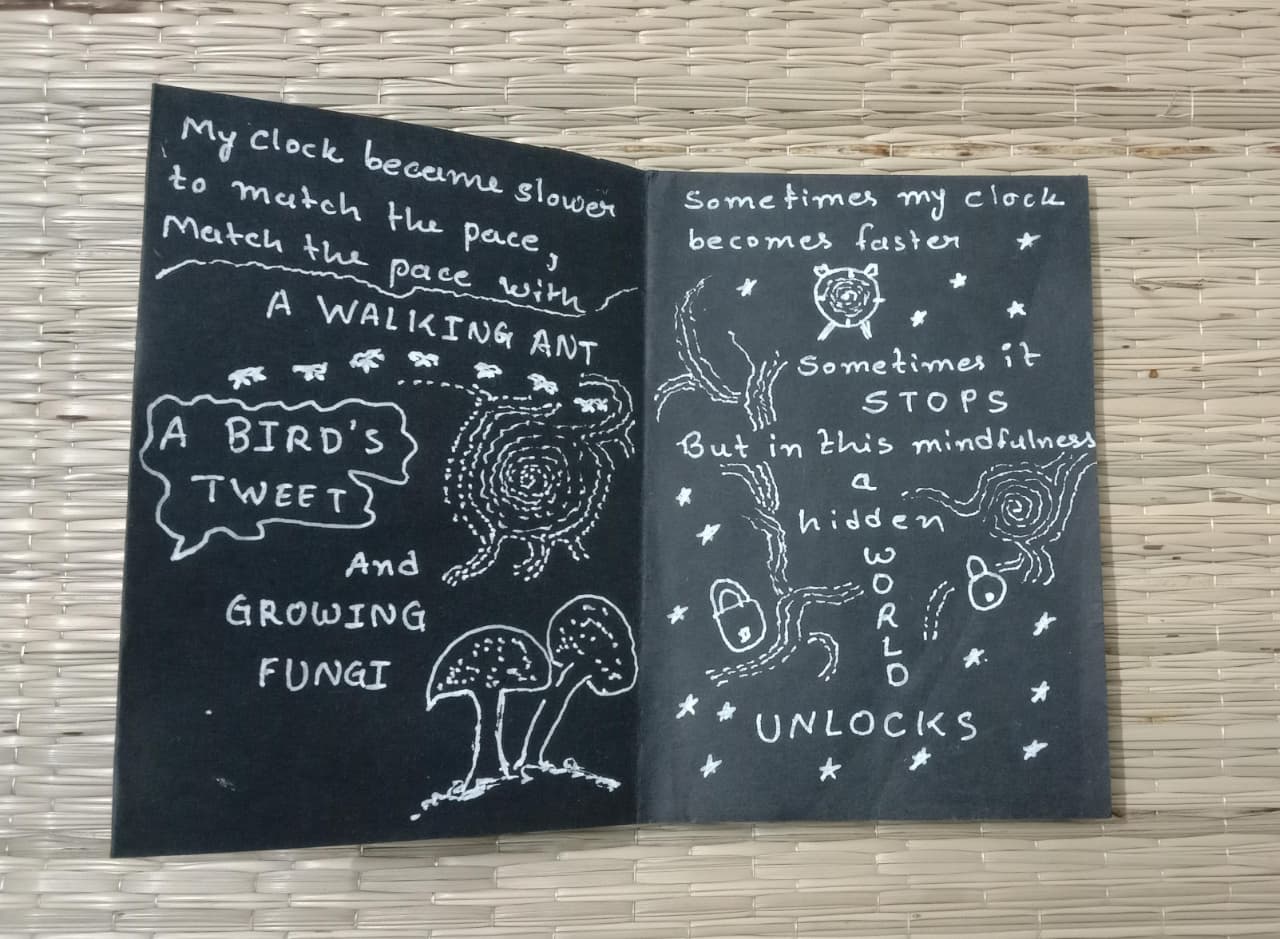 My clock became slower
to match the pace,
Match the pace with
A WALKING ANT
A BIRD'S
TWEET
And
GROWING
FUNGI
Sometimes my clock
becomes faster
Sometimes it
STOPS
But in this mindfulness
a
hidden
WORLD
UNLOCKS